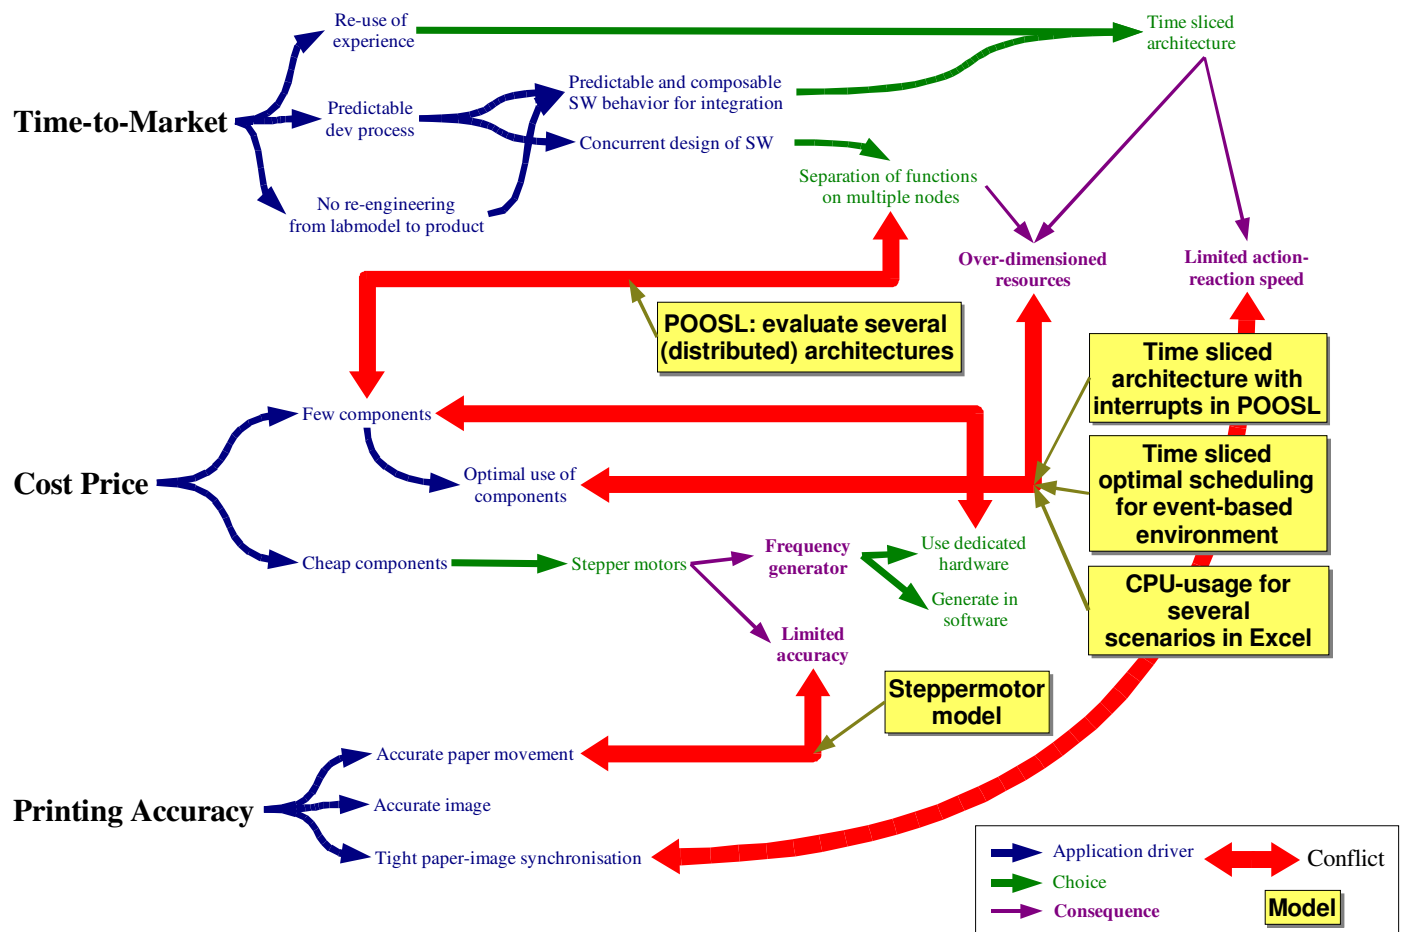 Re-use of
experience
Time sliced
architecture
Time-to-Market
Predictable
dev process
Predictable and composable
SW behavior for integration
Concurrent design of SW
No re-engineering
from labmodel to product
Separation of functions
on multiple nodes
Over-dimensioned
resources
Limited action-
reaction speed
POOSL: evaluate several
(distributed) architectures
Time sliced
architecture with
interrupts in POOSL
Time sliced
optimal scheduling
for event-based
environment
CPU-usage for
several
scenarios in Excel
Cost Price
Few components
Optimal use of
components
Cheap components
Stepper motors
Frequency
generator
Use dedicated
hardware
Generate in
software
Limited
accuracy
Steppermotor
model
Printing Accuracy
Accurate paper movement
Accurate image
Tight paper-image synchronisation
Application driver
Choice
Consequence
Conflict
Model